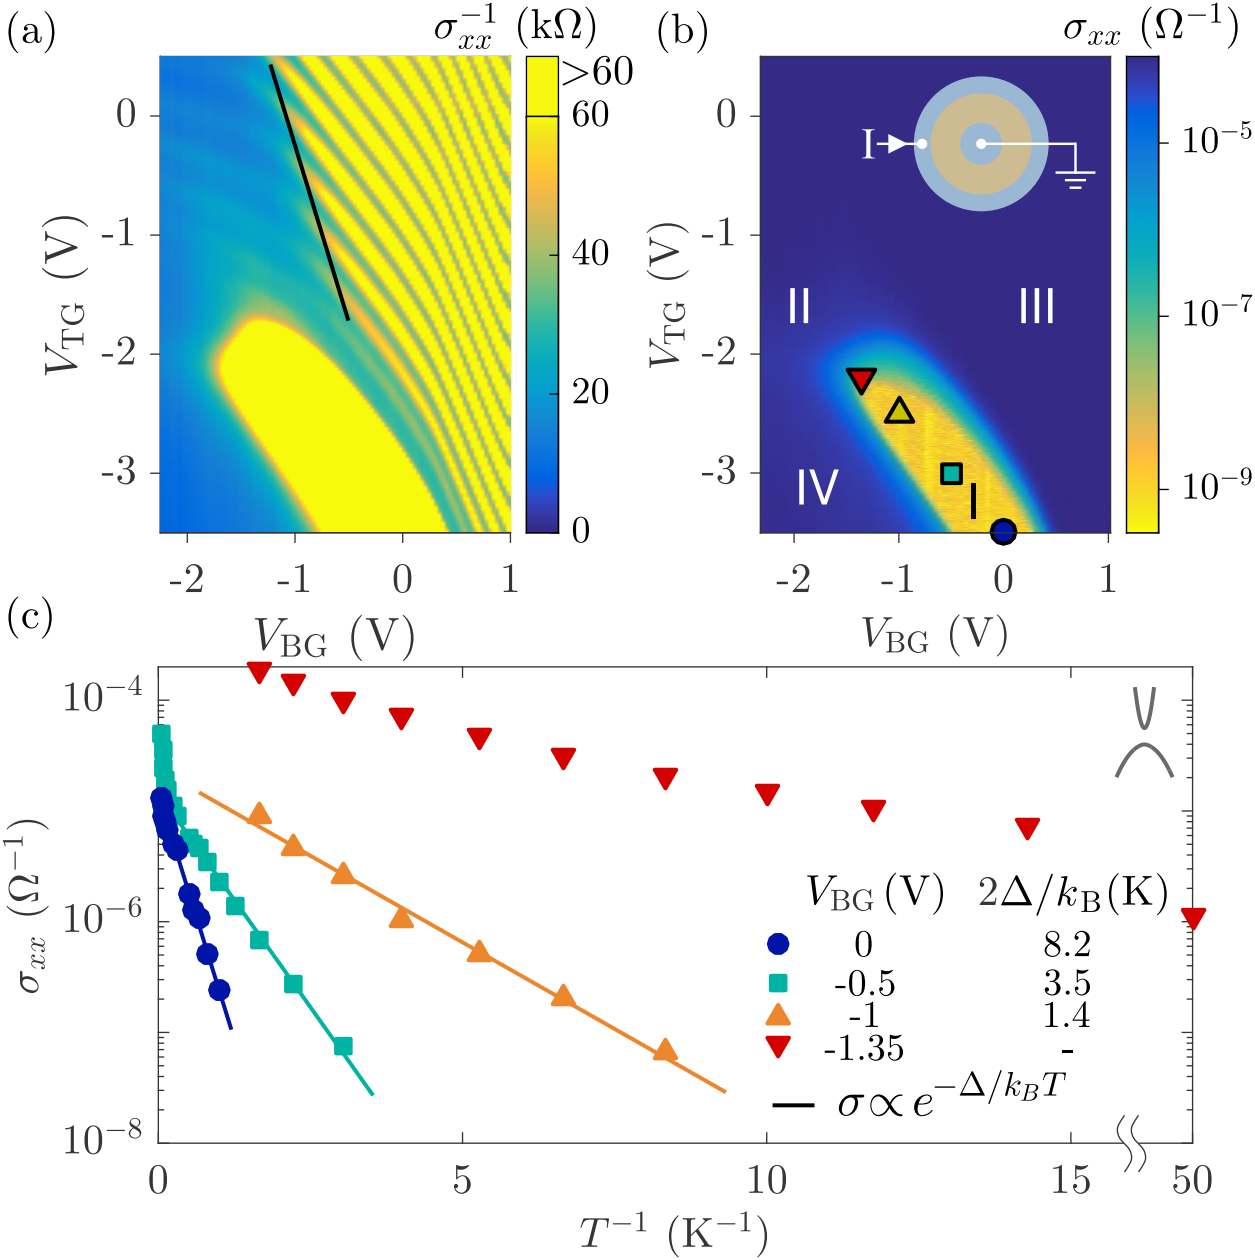 (a)
σ_xx^-1 (kΩ)
>60
60
40
20
0
0
-1
-2
-3
V_TG (V)
-2 -1 0 1
V_BG (V)
(b)
σ_xx (Ω^-1)
10^-5
10^-7
10^-9
I
II
III
IV
I
-1
-2
-3
0
V_TG (V)
-2 -1 0 1
V_BG (V)
(c)
10^-4
10^-6
10^-8
σ_xx (Ω^-1)
V_BG (V) 2Δ/k_B (K)
0 8.2
-0.5 3.5
-1 1.4
-1.35 -
σ∝e^-Δ/k_BT
0 5 10 15 50
T^-1 (K^-1)